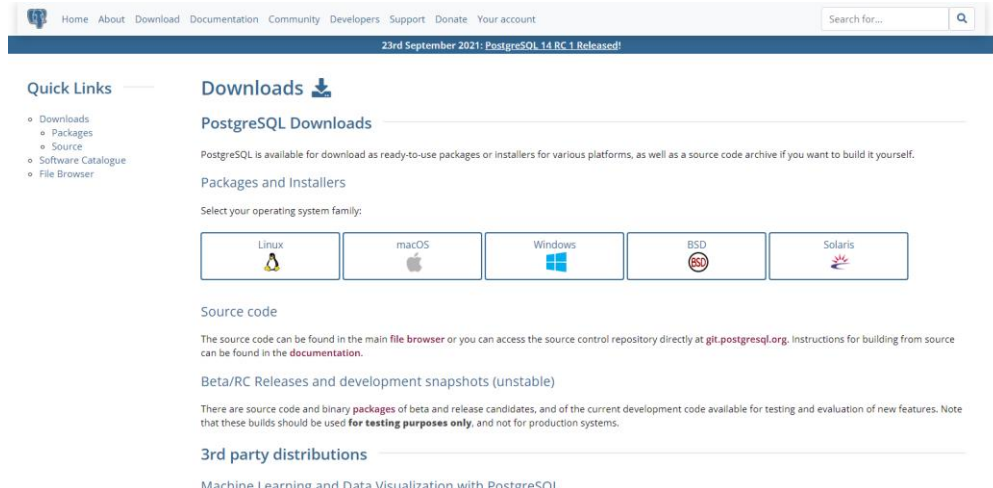 Home About Download Documentation Community Developers Support Donate Your account
Search for...
23rd September 2021: PostgreSQL 14 RC 1 Released!
Quick Links
Downloads
Packages
Source
Software Catalogue
File Browser
Downloads
PostgreSQL Downloads
PostgreSQL is available for download as ready-to-use packages or installers for various platforms, as well as a source code archive if you want to build it yourself.
Packages and Installers
Select your operating system family:
Linux
macOS
Windows
BSD
BSD
Solaris
Source code
The source code can be found in the main file browser or you can access the source control repository directly at git.postgresql.org. Instructions for building from source
can be found in the documentation.
Beta/RC Releases and development snapshots (unstable)
There are source code and binary packages of beta and release candidates, and of the current development code available for testing and evaluation of new features. Note
that these builds should be used for testing purposes only, and not for production systems.
3rd party distributions
Machine Learning and Data Visualization with PostgreSQL